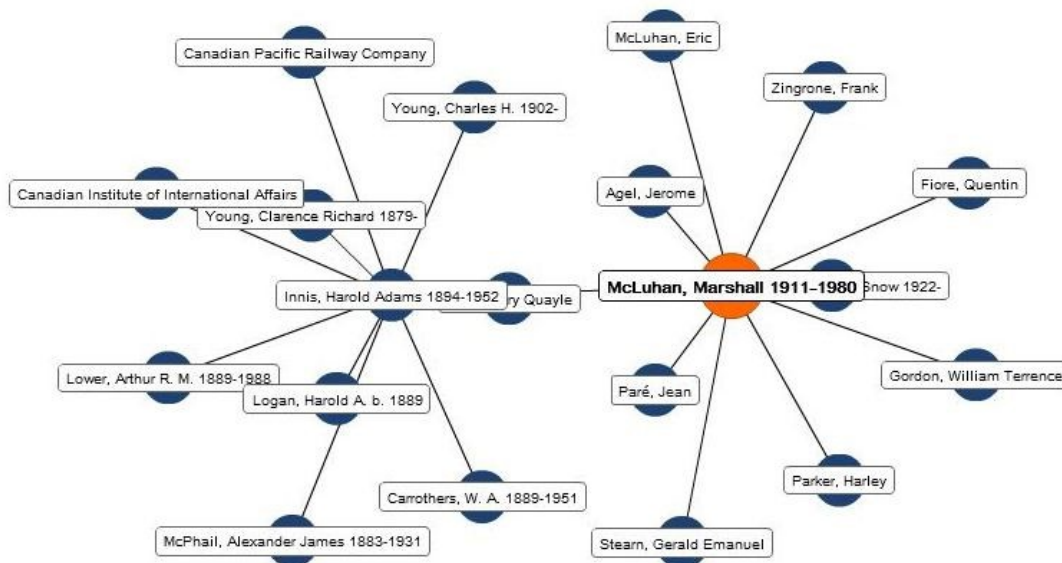 McLuhan, Eric
Canadian Pacific Railway Company
Zingrone, Frank
Young, Charles H. 1902-
Canadian Institute of International Affairs
Agel, Jerome
Fiore, Quentin
Young, Clarence Richard 1879-
McLuhan, Marshall 1911-1980
Snow 1922-
Innis, Harold Adams 1894-1952
Quayle
Lower, Arthur R. M. 1889-1988
Gordon, William Terrence
Paré, Jean
Logan, Harold A. b. 1889
Parker, Harley
Carrothers, W. A. 1889-1951
McPhail, Alexander James 1883-1931
Stearn, Gerald Emanuel